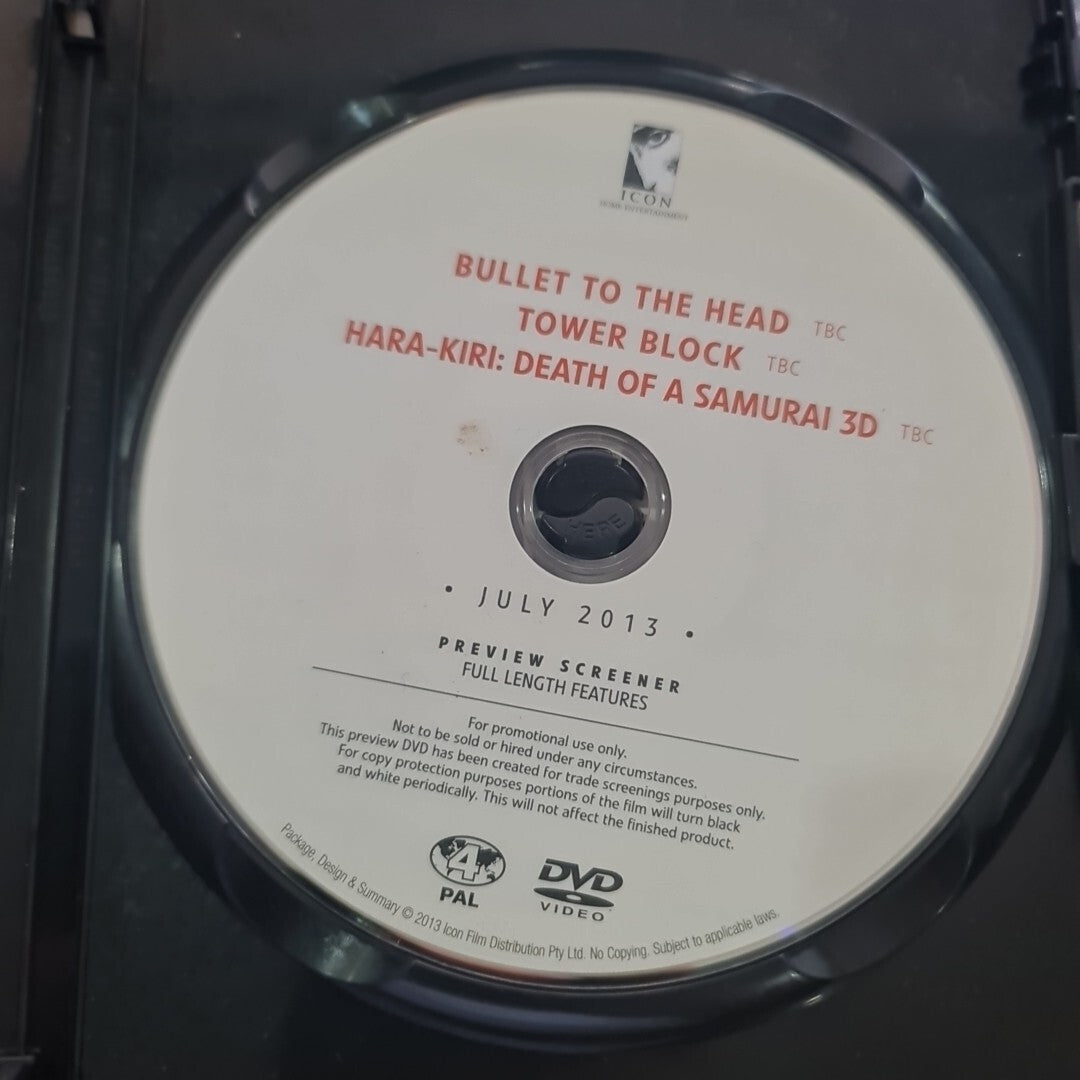 ICON
HOME ENTERTAINMENT
BULLET TO THE HEAD TBC
TOWER BLOCK TBC
HARA-KIRI: DEATH OF A SAMURAI 3D TBC
HERE
• JULY 2013 •
PREVIEW SCREENER
FULL LENGTH FEATURES
For promotional use only.
Not to be sold or hired under any circumstances.
This preview DVD has been created for trade screenings purposes only.
For copy protection purposes portions of the film will turn black
and white periodically. This will not affect the finished product.
4
PAL
DVD
VIDEO
Package, Design & Summary © 2013 Icon Film Distribution Pty Ltd. No Copying. Subject to applicable laws.